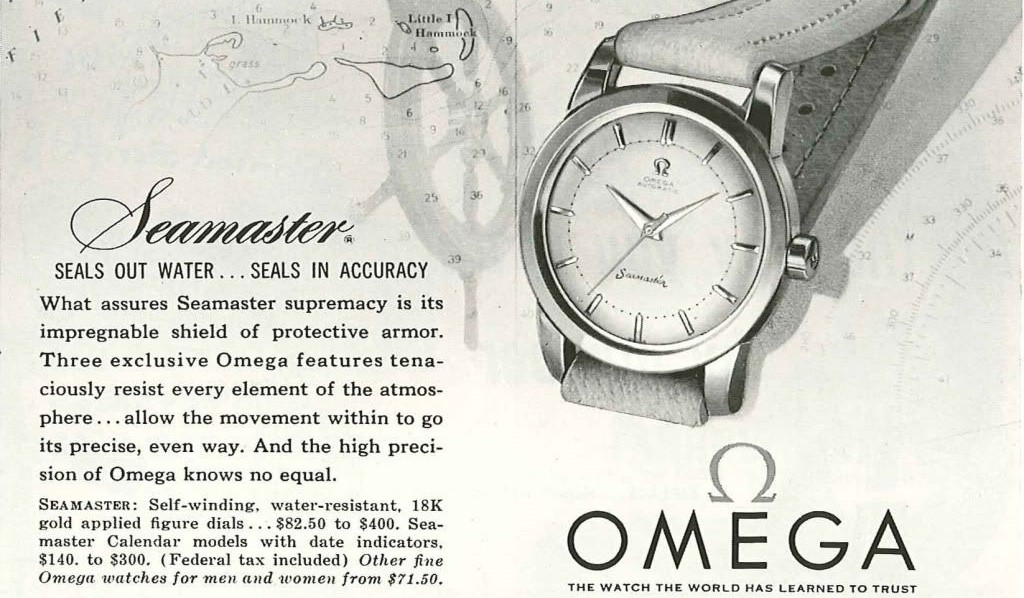 I. Hammock
Little I
Hammock
grass
Seamaster®
SEALS OUT WATER...SEALS IN ACCURACY
What assures Seamaster supremacy is its
impregnable shield of protective armor.
Three exclusive Omega features tena-
ciously resist every element of the atmos-
phere...allow the movement within to go
its precise, even way. And the high preci-
sion of Omega knows no equal.
SEAMASTER: Self-winding, water-resistant, 18K
gold applied figure dials...$82.50 to $400. Sea-
master Calendar models with date indicators,
$140. to $300. (Federal tax included) Other fine
Omega watches for men and women from $71.50.
Ω
OMEGA
AUTOMATIC
Seamaster
Ω
OMEGA
THE WATCH THE WORLD HAS LEARNED TO TRUST